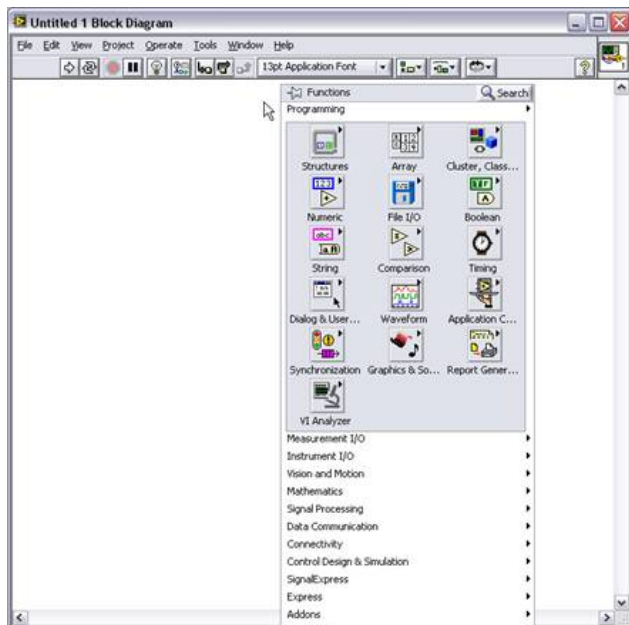 Untitled 1 Block Diagram
File Edit View Project Operate Tools Window Help
13pt Application Font
Functions Search
Programming
Structures Array Cluster, Class...
Numeric File I/O Boolean
String Comparison Timing
Dialog & User... Waveform Application C...
Synchronization Graphics & So... Report Gener...
VI Analyzer
Measurement I/O
Instrument I/O
Vision and Motion
Mathematics
Signal Processing
Data Communication
Connectivity
Control Design & Simulation
SignalExpress
Express
Addons